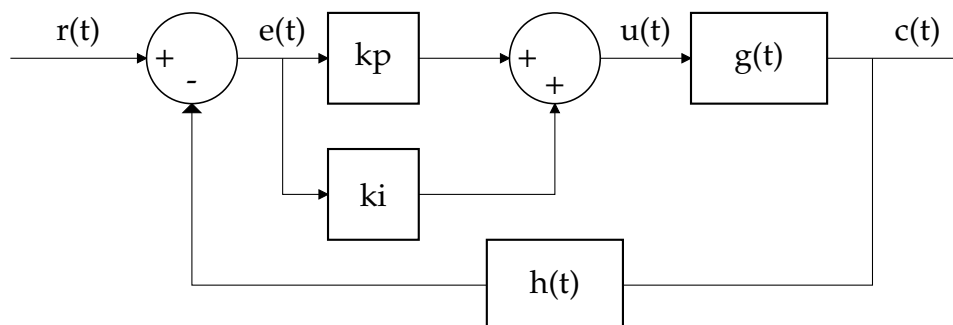 r(t)
e(t)
u(t)
c(t)
+
-
kp
+
+
g(t)
ki
h(t)